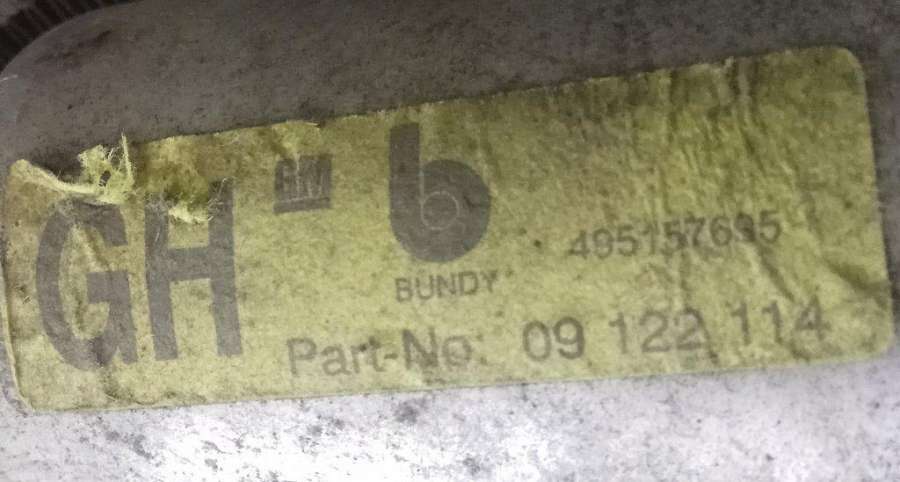 GH
GM
b
BUNDY
495157695
Part-No: 09 122 114